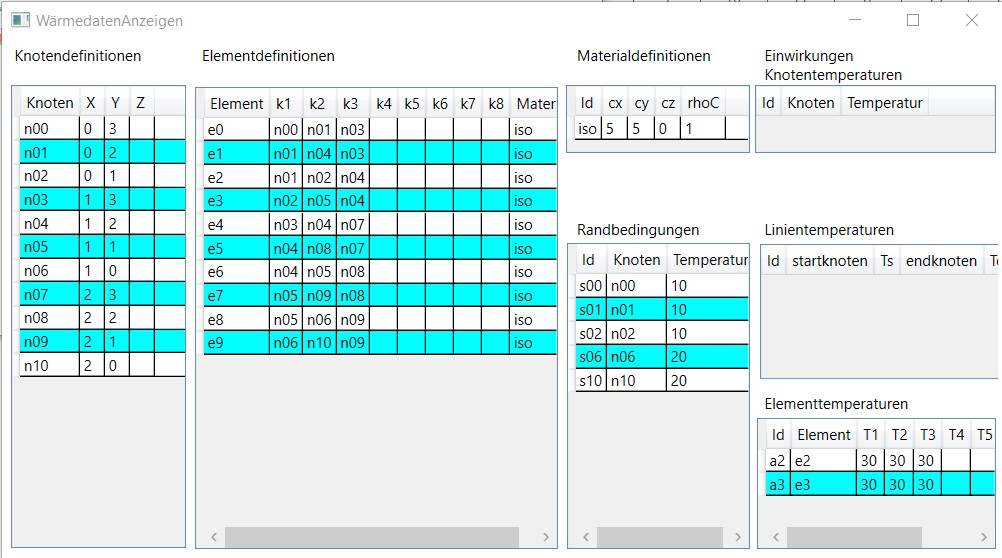 WärmedatenAnzeigen
Knotendefinitionen
Knoten X Y Z
n00 0 3
n01 0 2
n02 0 1
n03 1 3
n04 1 2
n05 1 1
n06 1 0
n07 2 3
n08 2 2
n09 2 1
n10 2 0
Elementdefinitionen
Element k1 k2 k3 k4 k5 k6 k7 k8 Mater
e0 n00 n01 n03 iso
e1 n01 n04 n03 iso
e2 n01 n02 n04 iso
e3 n02 n05 n04 iso
e4 n03 n04 n07 iso
e5 n04 n08 n07 iso
e6 n04 n05 n08 iso
e7 n05 n09 n08 iso
e8 n05 n06 n09 iso
e9 n06 n10 n09 iso
Materialdefinitionen
Id cx cy cz rhoC
iso 5 5 0 1
Einwirkungen
Knotentemperaturen
Id Knoten Temperatur
Randbedingungen
Id Knoten Temperatur
s00 n00 10
s01 n01 10
s02 n02 10
s06 n06 20
s10 n10 20
Linientemperaturen
Id startknoten Ts endknoten Te
Elementtemperaturen
Id Element T1 T2 T3 T4 T5
a2 e2 30 30 30
a3 e3 30 30 30